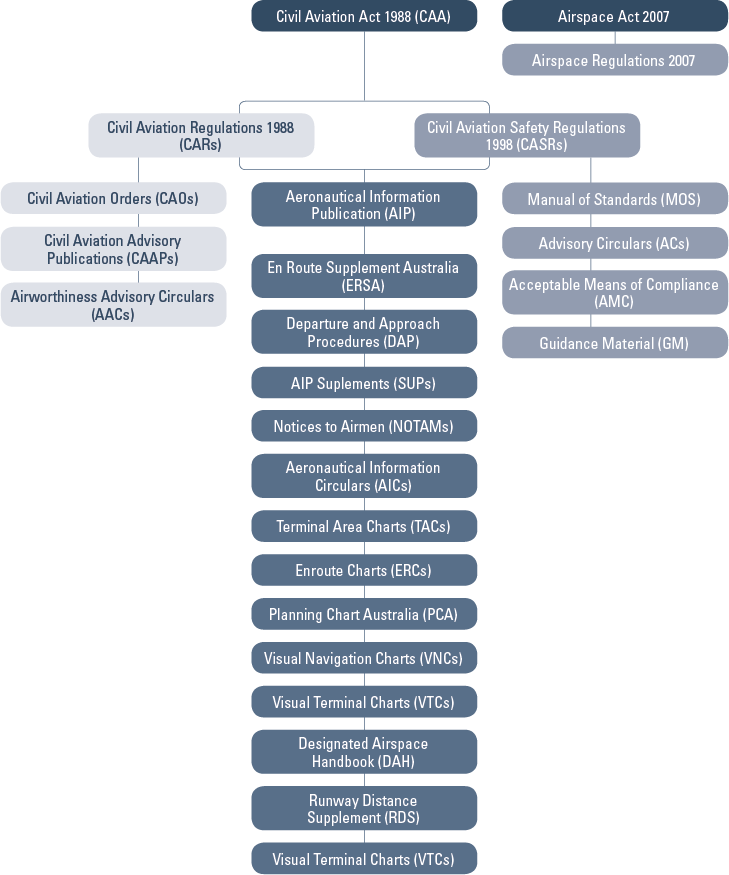 Civil Aviation Act 1988 (CAA)
Airspace Act 2007
Airspace Regulations 2007
Civil Aviation Regulations 1988
(CARs)
Civil Aviation Safety Regulations
1998 (CASRs)
Civil Aviation Orders (CAOs)
Civil Aviation Advisory
Publications (CAAPs)
Airworthiness Advisory Circulars
(AACs)
Aeronautical Information
Publication (AIP)
En Route Supplement Australia
(ERSA)
Departure and Approach
Procedures (DAP)
AIP Suplements (SUPs)
Notices to Airmen (NOTAMs)
Aeronautical Information
Circulars (AICs)
Terminal Area Charts (TACs)
Enroute Charts (ERCs)
Planning Chart Australia (PCA)
Visual Navigation Charts (VNCs)
Visual Terminal Charts (VTCs)
Designated Airspace
Handbook (DAH)
Runway Distance
Supplement (RDS)
Visual Terminal Charts (VTCs)
Manual of Standards (MOS)
Advisory Circulars (ACs)
Acceptable Means of Compliance
(AMC)
Guidance Material (GM)